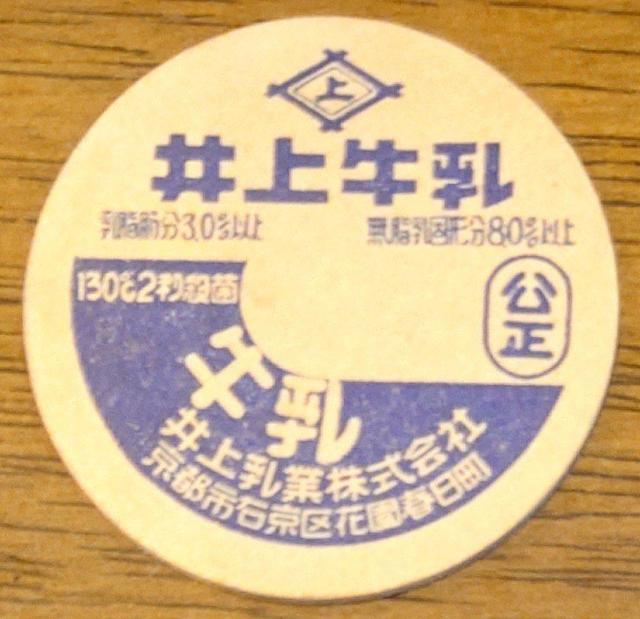 上
井上牛乳
乳脂肪分3.0%以上
無脂乳固形分8.0%以上
130℃2秒殺菌
公正
牛乳
井上乳業株式会社
京都市右京区花園春日町